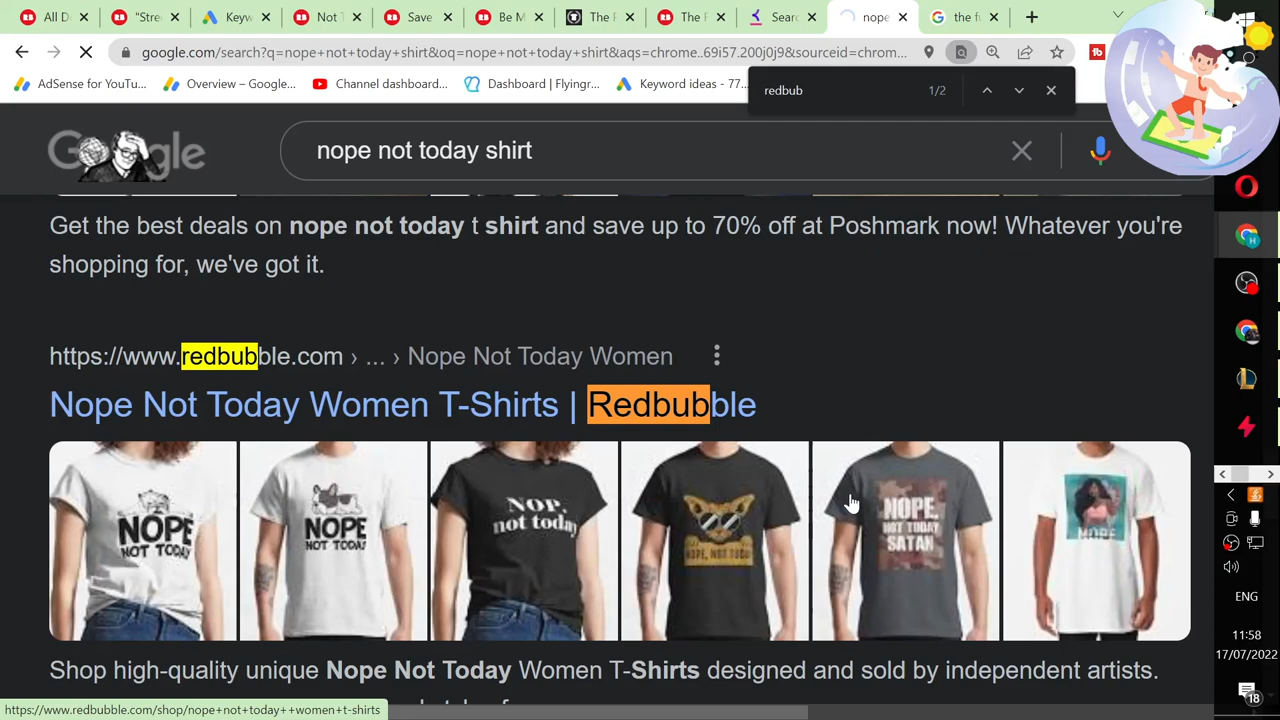 All D
"Stre
Keyw
Not T
Save
Be M
The F
The F
Searc
nope
the fu
google.com/search?q=nope+not+today+shirt&oq=nope+not+today+shirt&aqs=chrome..69i57.200j0j9&sourceid=chrom...
AdSense for YouTu...
Overview – Google...
Channel dashboard...
Dashboard | Flyingr...
Keyword ideas - 77...
redbub 1/2
Google
nope not today shirt
Get the best deals on nope not today t shirt and save up to 70% off at Poshmark now! Whatever you're
shopping for, we've got it.
https://www.redbubble.com › ... › Nope Not Today Women
Nope Not Today Women T-Shirts | Redbubble
NOPE
NOT TODAY
NOPE
NOT TODAY
NOP.
not today
NOPE, NOT TODAY
NOPE.
NOT TODAY
SATAN
Shop high-quality unique Nope Not Today Women T-Shirts designed and sold by independent artists.
https://www.redbubble.com/shop/nope+not+today++women+t-shirts
ENG
11:58
17/07/2022
18